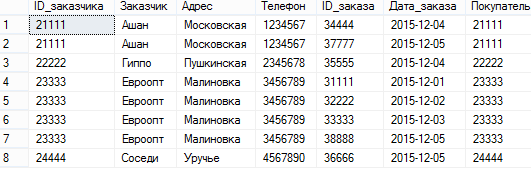 ID_заказчика Заказчик Адрес Телефон ID_заказа Дата_заказа Покупатель
1 21111 Ашан Московская 1234567 34444 2015-12-04 21111
2 21111 Ашан Московская 1234567 37777 2015-12-05 21111
3 22222 Гиппо Пушкинская 2345678 35555 2015-12-04 22222
4 23333 Евроопт Малиновка 3456789 31111 2015-12-01 23333
5 23333 Евроопт Малиновка 3456789 32222 2015-12-02 23333
6 23333 Евроопт Малиновка 3456789 33333 2015-12-03 23333
7 23333 Евроопт Малиновка 3456789 38888 2015-12-05 23333
8 24444 Соседи Уручье 4567890 36666 2015-12-04 24444